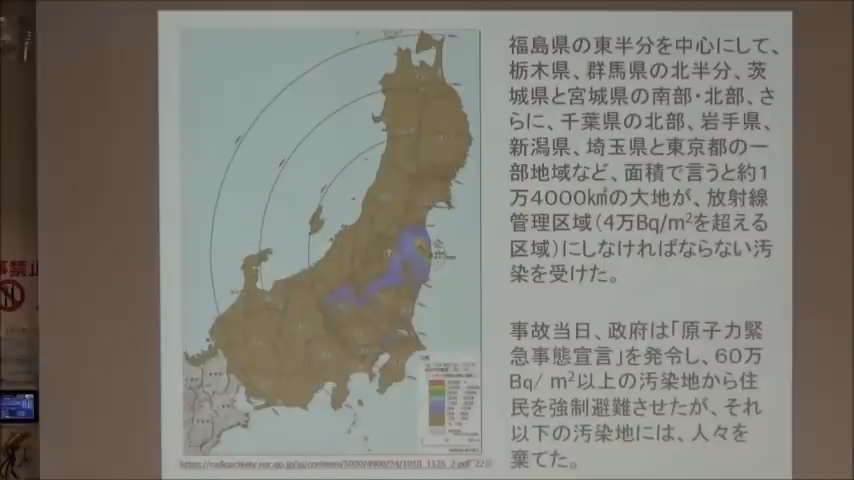 福島県の東半分を中心にして、
栃木県、群馬県の北半分、茨
城県と宮城県の南部・北部、さ
らに、千葉県の北部、岩手県、
新潟県、埼玉県と東京都の一
部地域など、面積で言うと約1
万4000k㎡の大地が、放射線
管理区域(4万Bq/m²を超える
区域)にしなければならない汚
染を受けた。
事故当日、政府は「原子力緊
急事態宣言」を発令し、60万
Bq/ m²以上の汚染地から住
民を強制避難させたが、それ
以下の汚染地には、人々を
棄てた。
事禁止